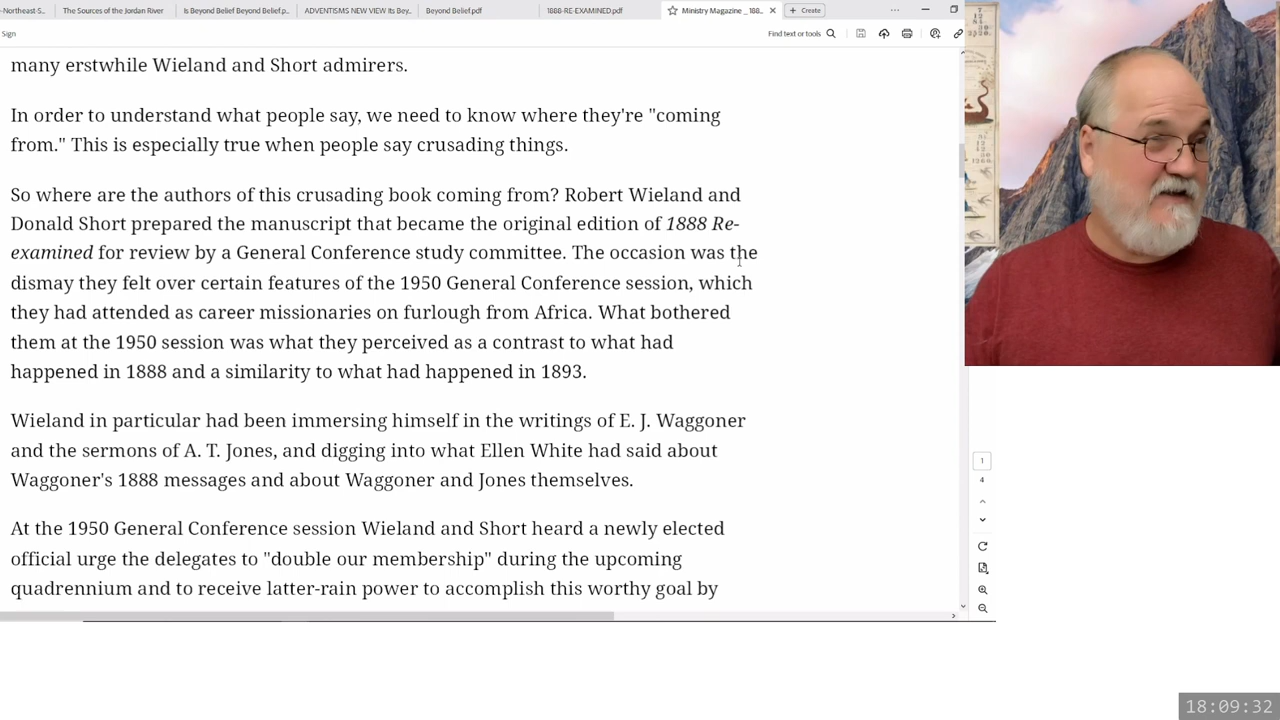 -Northeast-S...
The Sources of the Jordan River
Is Beyond Belief Beyond Belief.p...
ADVENTISMS NEW VIEW Its Bey...
Beyond Belief.pdf
1888-RE-EXAMINED.pdf
Ministry Magazine _188...
Create
Sign
Find text or tools
many erstwhile Wieland and Short admirers.
In order to understand what people say, we need to know where they're "coming
from." This is especially true when people say crusading things.
So where are the authors of this crusading book coming from? Robert Wieland and
Donald Short prepared the manuscript that became the original edition of 1888 Re-
examined for review by a General Conference study committee. The occasion was the
dismay they felt over certain features of the 1950 General Conference session, which
they had attended as career missionaries on furlough from Africa. What bothered
them at the 1950 session was what they perceived as a contrast to what had
happened in 1888 and a similarity to what had happened in 1893.
Wieland in particular had been immersing himself in the writings of E. J. Waggoner
and the sermons of A. T. Jones, and digging into what Ellen White had said about
Waggoner's 1888 messages and about Waggoner and Jones themselves.
At the 1950 General Conference session Wieland and Short heard a newly elected
official urge the delegates to "double our membership" during the upcoming
quadrennium and to receive latter-rain power to accomplish this worthy goal by
1
4
18:09:32